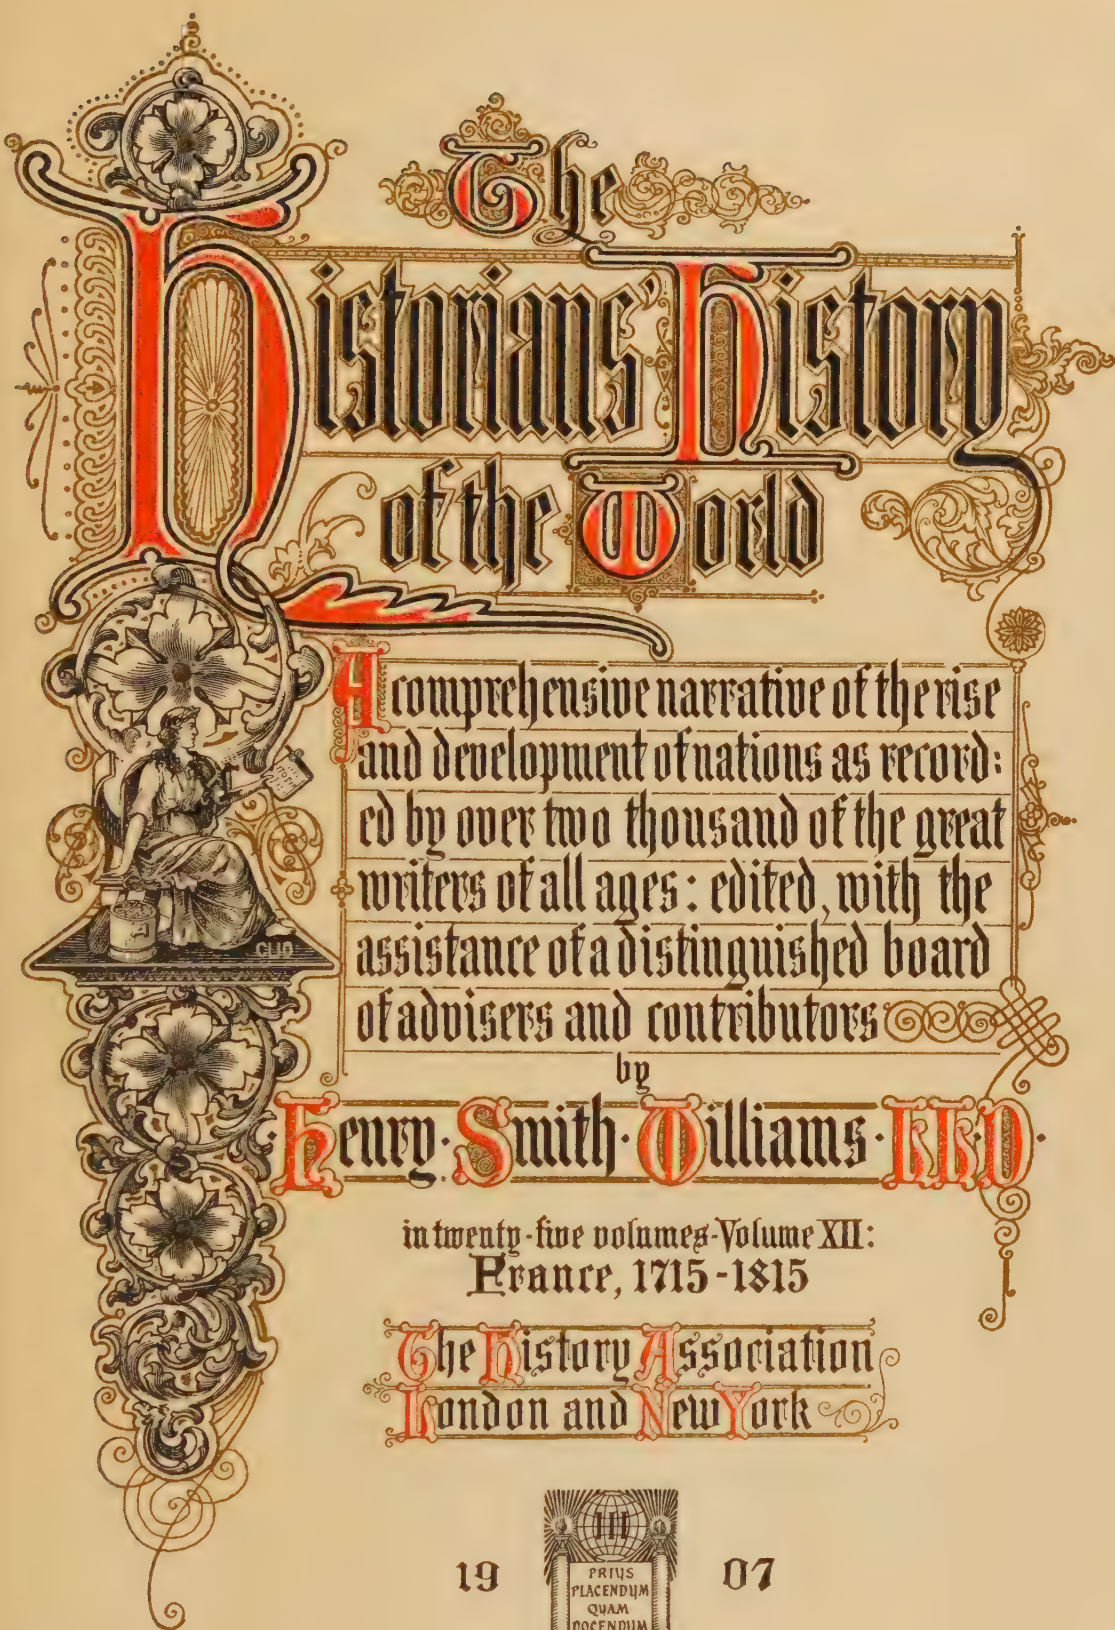 The
Historians' History
of the World
A comprehensive narrative of the rise
and development of nations as record:
ed by over two thousand of the great
writers of all ages: edited, with the
assistance of a distinguished board
of advisers and contributors
by
Henry · Smith · Williams · LL.D.
in twenty-five volumes-Volume XII:
France, 1715-1815
The History Association
London and New York
1907
CLIO
PRIUS
PLACENDUM
QUAM
DOCENDUM